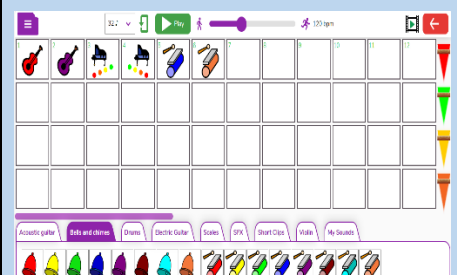 Play 120 bpm
1 2 3 4 5 6 7 8 9 10 11 12
Acoustic guitar Bells and chimes Drums Electric Guitar Scales SFX Short Clips Violin My Sounds